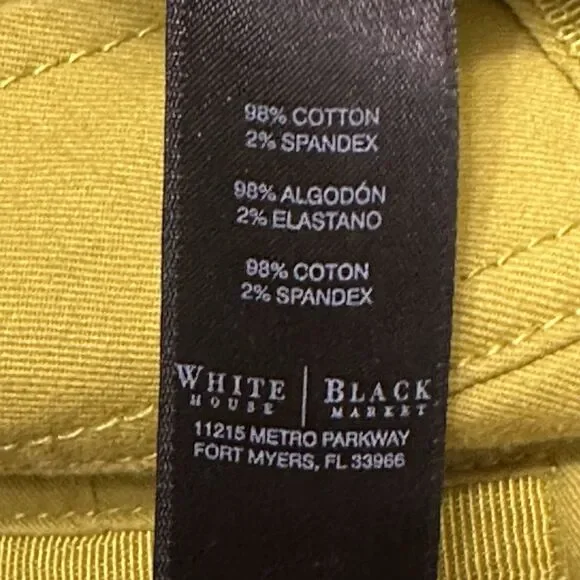 98% COTTON
2% SPANDEX
98% ALGODÓN
2% ELASTANO
98% COTON
2% SPANDEX
WHITE | BLACK
HOUSE MARKET
11215 METRO PARKWAY
FORT MYERS, FL 33966